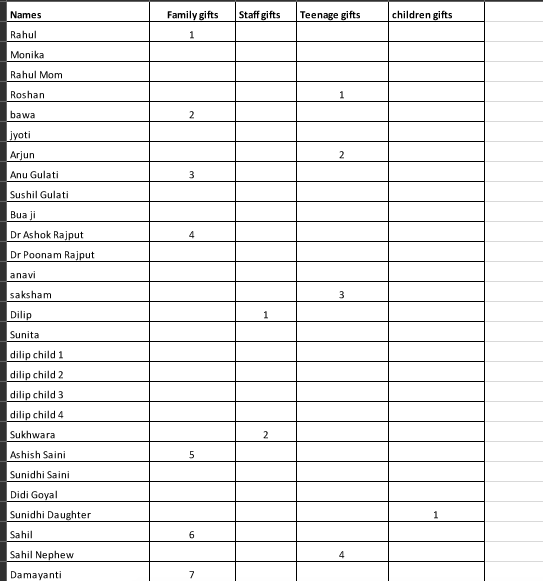 Names Family gifts Staff gifts Teenage gifts children gifts
Rahul 1
Monika
Rahul Mom
Roshan 1
bawa 2
jyoti
Arjun 2
Anu Gulati 3
Sushil Gulati
Bua ji
Dr Ashok Rajput 4
Dr Poonam Rajput
anavi
saksham 3
Dilip 1
Sunita
dilip child 1
dilip child 2
dilip child 3
dilip child 4
Sukhwara 2
Ashish Saini 5
Sunidhi Saini
Didi Goyal
Sunidhi Daughter 1
Sahil 6
Sahil Nephew 4
Damayanti 7